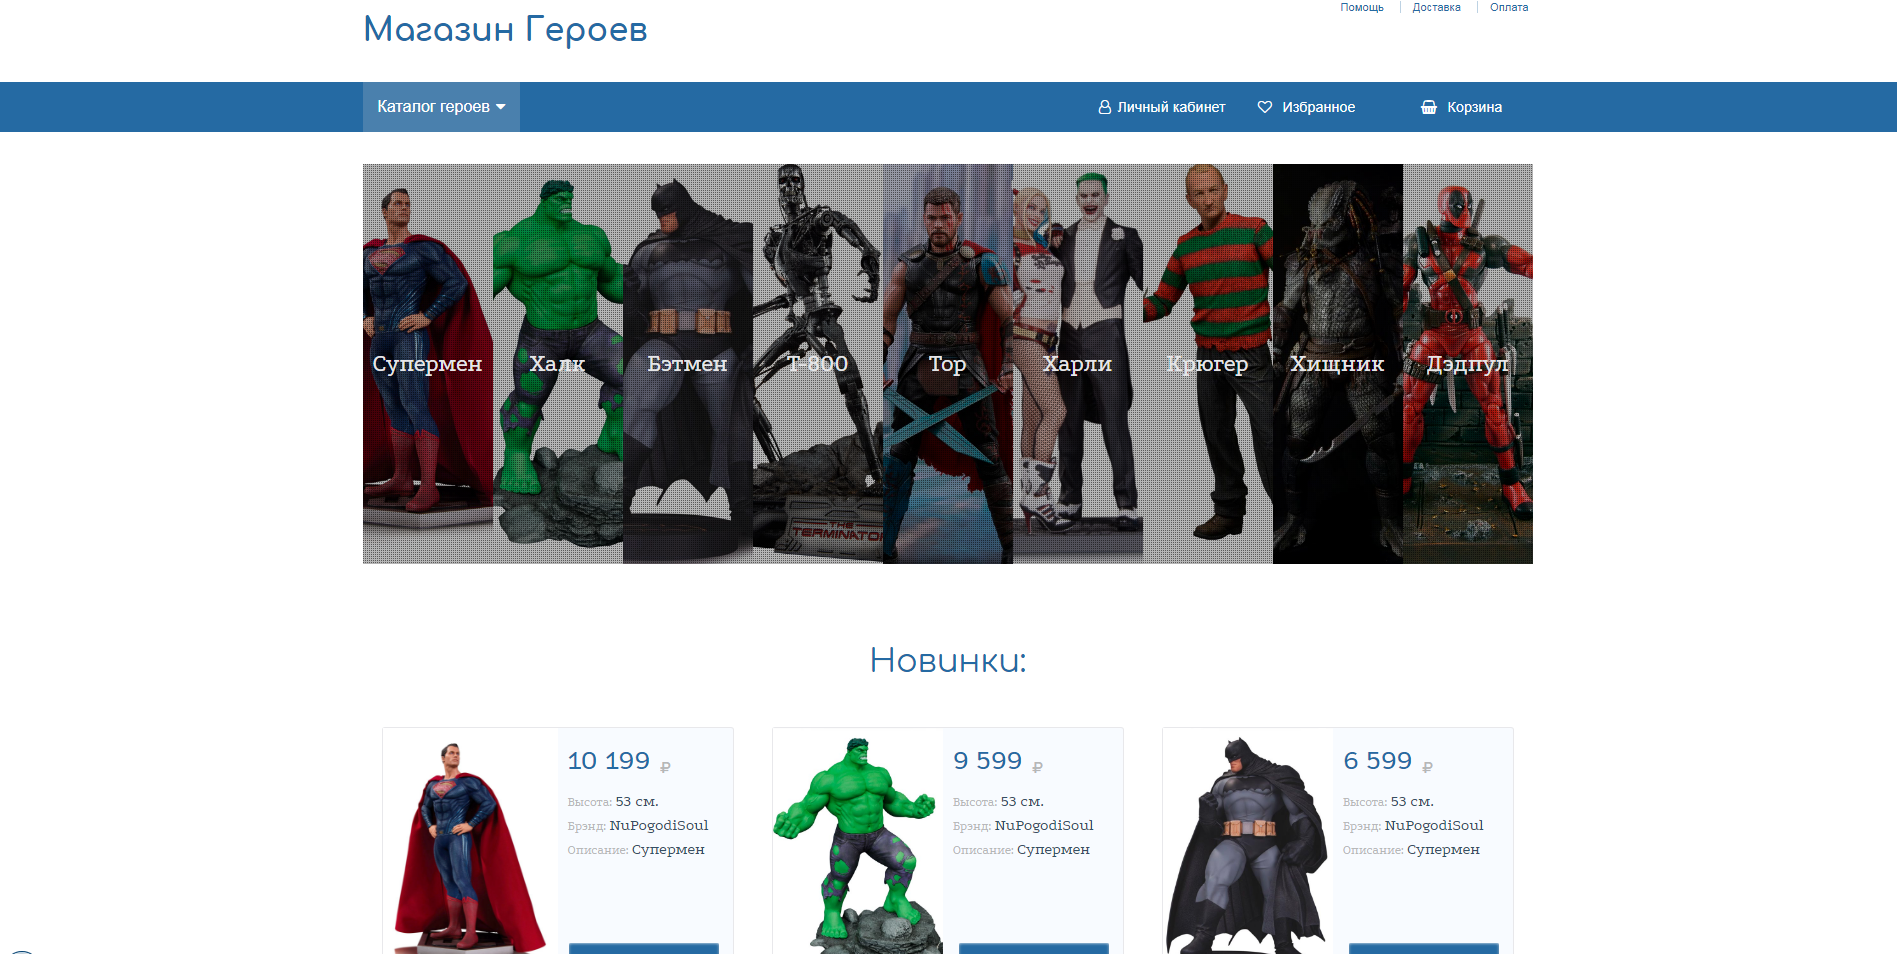 Помощь Доставка Оплата
Магазин Героев
Каталог героев Личный кабинет Избранное Корзина
Супермен Халк Бэтмен Т-800 Тор Харли Крюгер Хищник Дэдпул
THE
TERMINATOR
Новинки:
10 199 ₽
Высота: 53 см.
Брэнд: NuPogodiSoul
Описание: Супермен
9 599 ₽
Высота: 53 см.
Брэнд: NuPogodiSoul
Описание: Супермен
6 599 ₽
Высота: 53 см.
Брэнд: NuPogodiSoul
Описание: Супермен